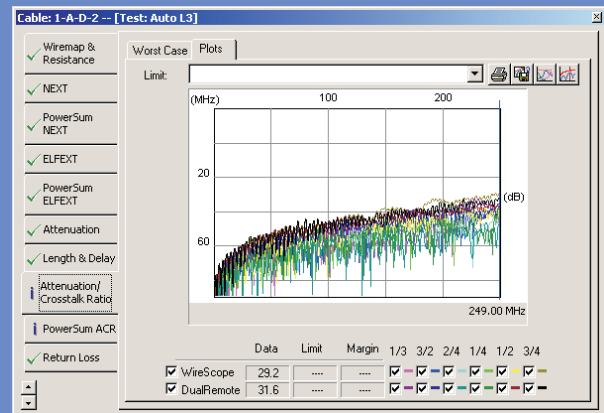 Cable: 1-A-D-2 -- [Test: Auto L3]
Wiremap &
Resistance
NEXT
PowerSum
NEXT
ELFEXT
PowerSum
ELFEXT
Attenuation
Length & Delay
Attenuation/
Crosstalk Ratio
PowerSum ACR
Return Loss
Worst Case
Plots
Limit:
(MHz) 100 200
20
(dB)
60
249.00 MHz
Data Limit Margin 1/3 3/2 2/4 1/4 1/2 3/4
WireScope 29.2 ---- ----
DualRemote 31.6 ---- ----